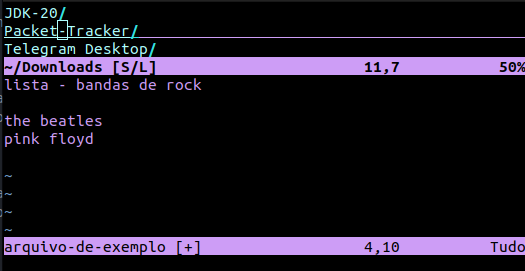 JDK-20/
Packet-Tracker/
Telegram Desktop/
~/Downloads [S/L] 11,7 50%
lista - bandas de rock
the beatles
pink floyd
~
~
~
~
arquivo-de-exemplo [+] 4,10 Tudo